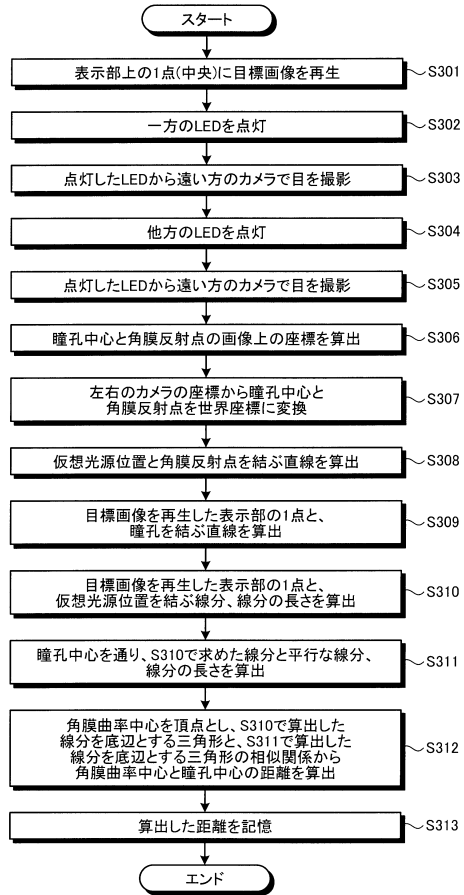 スタート
表示部上の1点(中央)に目標画像を再生
S301
一方のLEDを点灯
S302
点灯したLEDから遠い方のカメラで目を撮影
S303
他方のLEDを点灯
S304
点灯したLEDから遠い方のカメラで目を撮影
S305
瞳孔中心と角膜反射点の画像上の座標を算出
S306
左右のカメラの座標から瞳孔中心と
角膜反射点を世界座標に変換
S307
仮想光源位置と角膜反射点を結ぶ直線を算出
S308
目標画像を再生した表示部の1点と、
瞳孔を結ぶ直線を算出
S309
目標画像を再生した表示部の1点と、
仮想光源位置を結ぶ線分、線分の長さを算出
S310
瞳孔中心を通り、S310で求めた線分と平行な線分、
線分の長さを算出
S311
角膜曲率中心を頂点とし、S310で算出した
線分を底辺とする三角形と、S311で算出した
線分を底辺とする三角形の相似関係から
角膜曲率中心と瞳孔中心の距離を算出
S312
算出した距離を記憶
S313
エンド